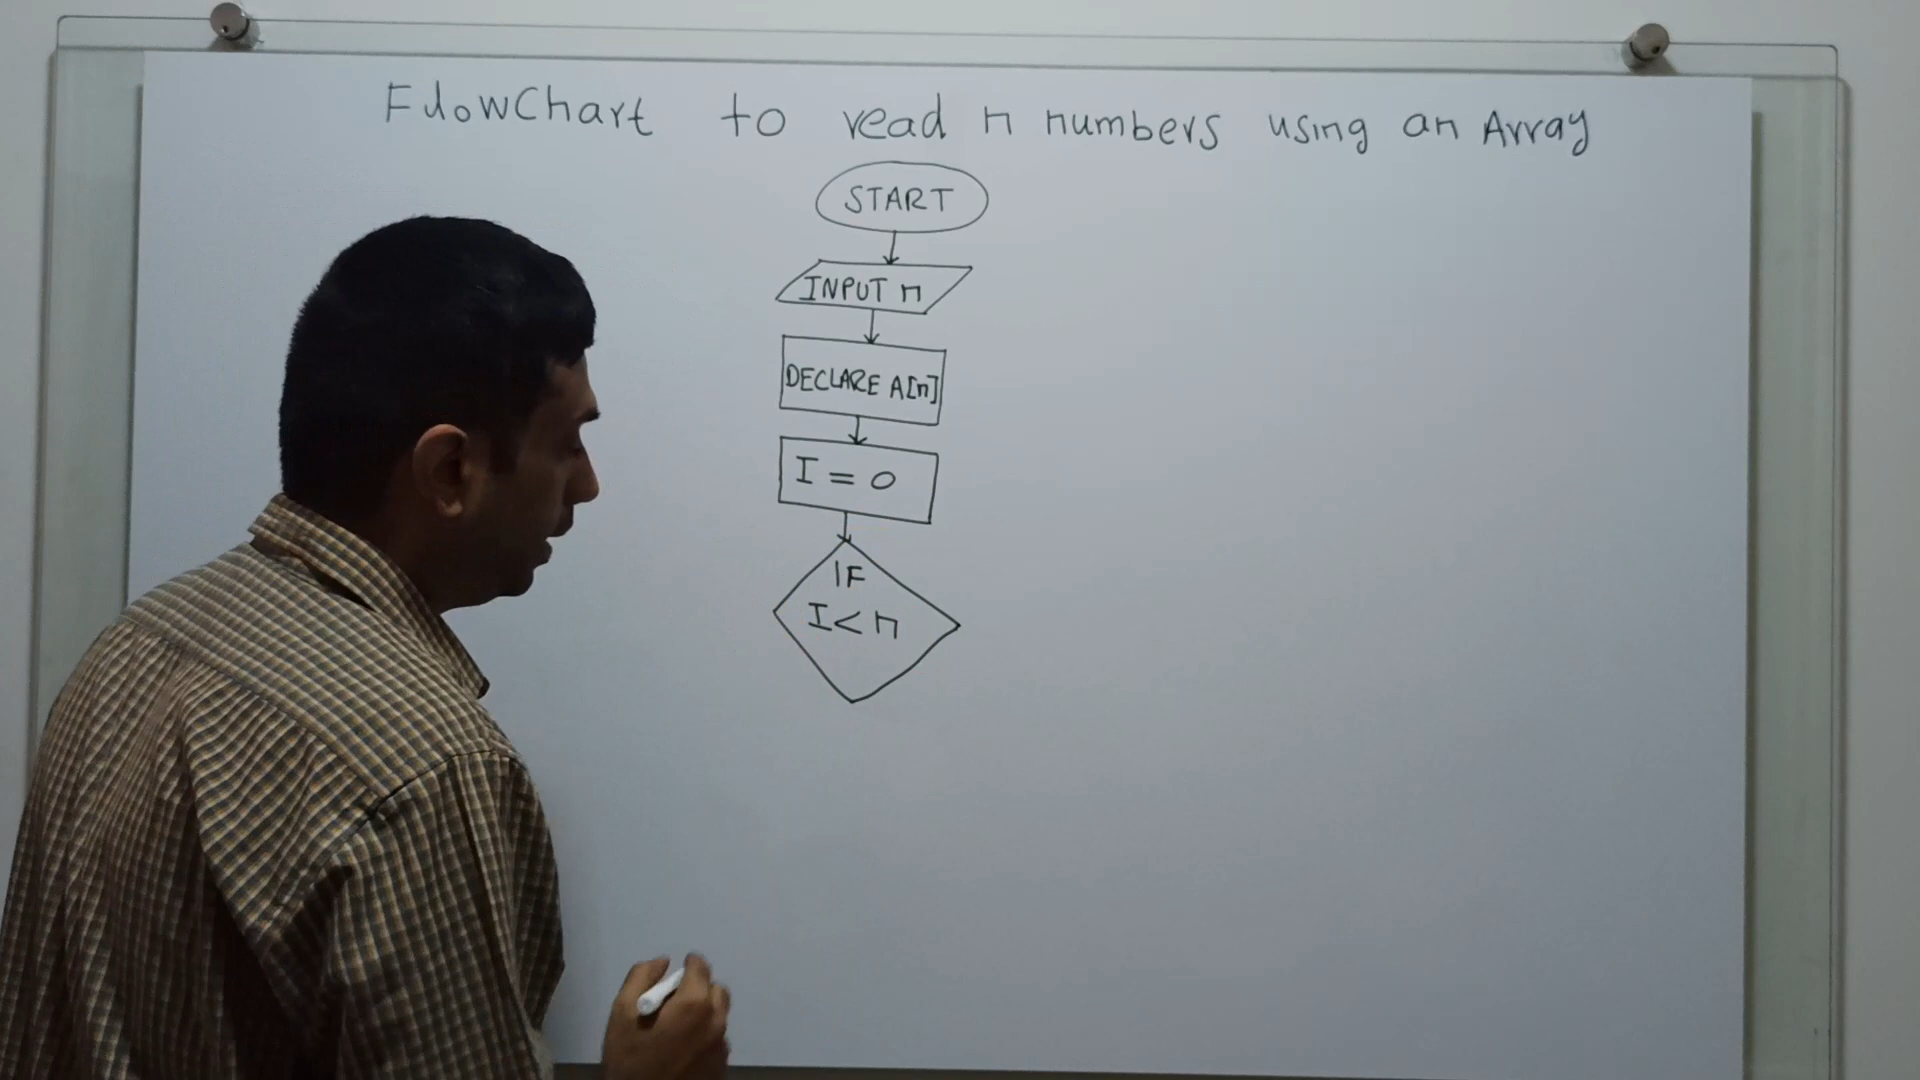 FlowChart to read n numbers using an Array
START
INPUT n
DECLARE A[n]
I = 0
IF
I < n